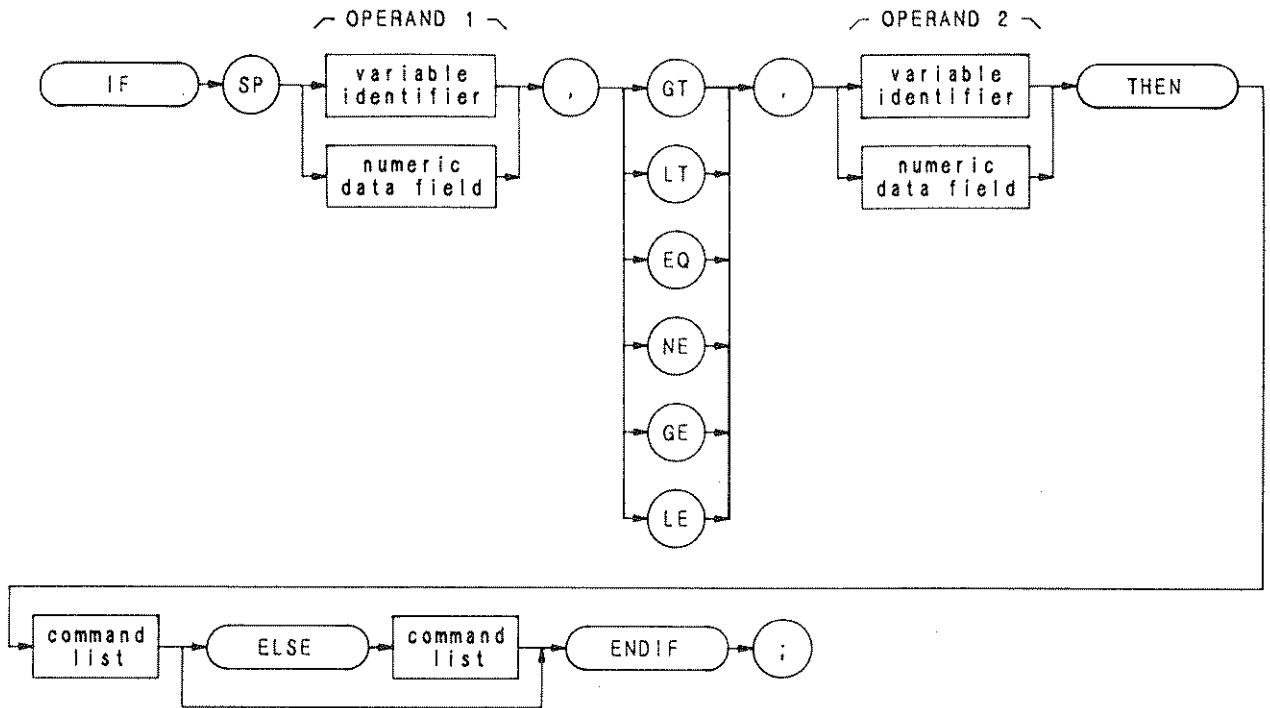 OPERAND 1
OPERAND 2
IF
SP
variable
identifier
numeric
data field
,
GT
LT
EQ
NE
GE
LE
,
variable
identifier
numeric
data field
THEN
command
list
ELSE
command
list
ENDIF
;